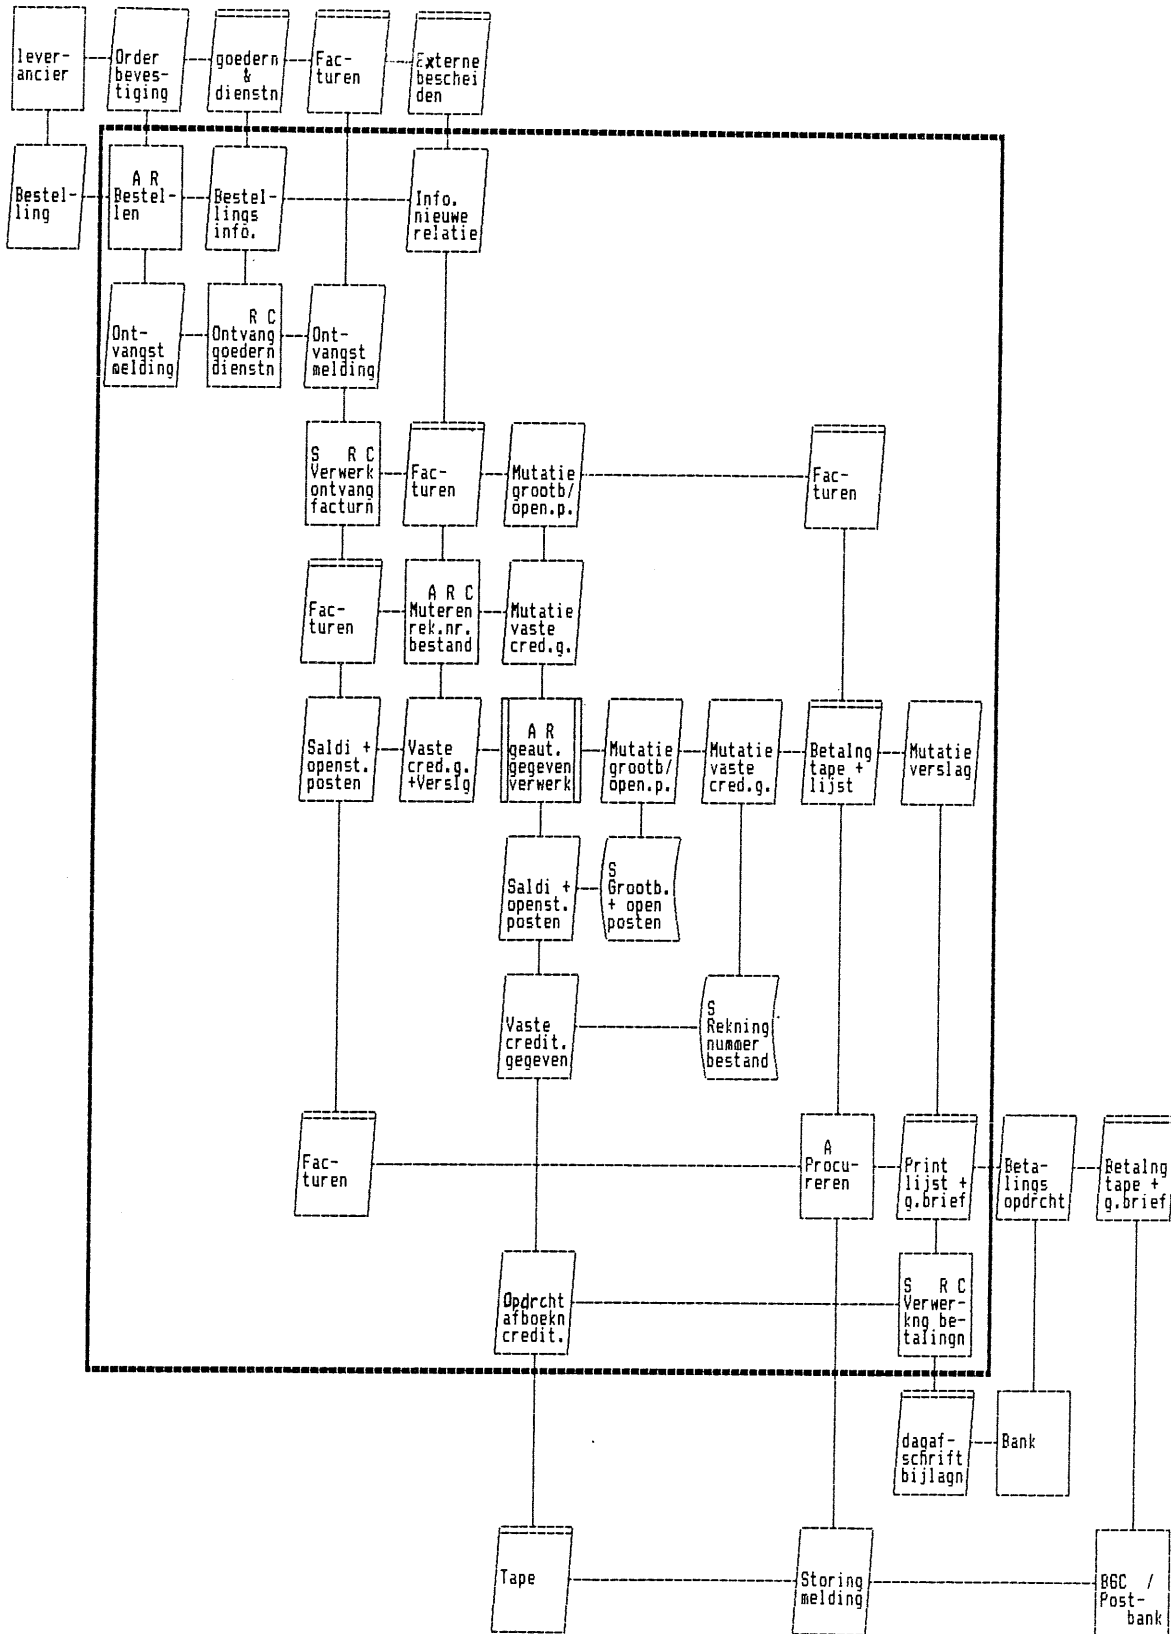 lever-
ancier
Order
beves-
tiging
goedern
&
dienstn
Fac-
turen
Externe
beschei
den
Bestel-
ling
A R
Bestel-
len
Bestel-
lings
info.
Info.
nieuwe
relatie
Ont-
vangst
melding
R C
Ontvang
goedern
dienstn
Ont-
vangst
melding
S R C
Verwerk
ontvang
facturn
Fac-
turen
Mutatie
grootb/
open.p.
Fac-
turen
Fac-
turen
A R C
Muteren
rek.nr.
bestand
Mutatie
vaste
cred.g.
Saldi +
openst.
posten
Vaste
cred.g.
+Verslg
A R
geaut.
gegeven
verwerk
Mutatie
grootb/
open.p.
Mutatie
vaste
cred.g.
Betalng
tape +
lijst
Mutatie
verslag
Saldi +
openst.
posten
S
Grootb.
+ open
posten
Vaste
credit.
gegeven
S
Rekning
nummer
bestand
Fac-
turen
A
Procu-
reren
Print
lijst +
g.brief
Beta-
lings
opdrcht
Betalng
tape +
g.brief
Opdrcht
afboekn
credit.
S R C
Verwer-
kng be-
talingn
dagaf-
schrift
bijlagn
Bank
Tape
Storing
melding
BGC /
Post-
bank